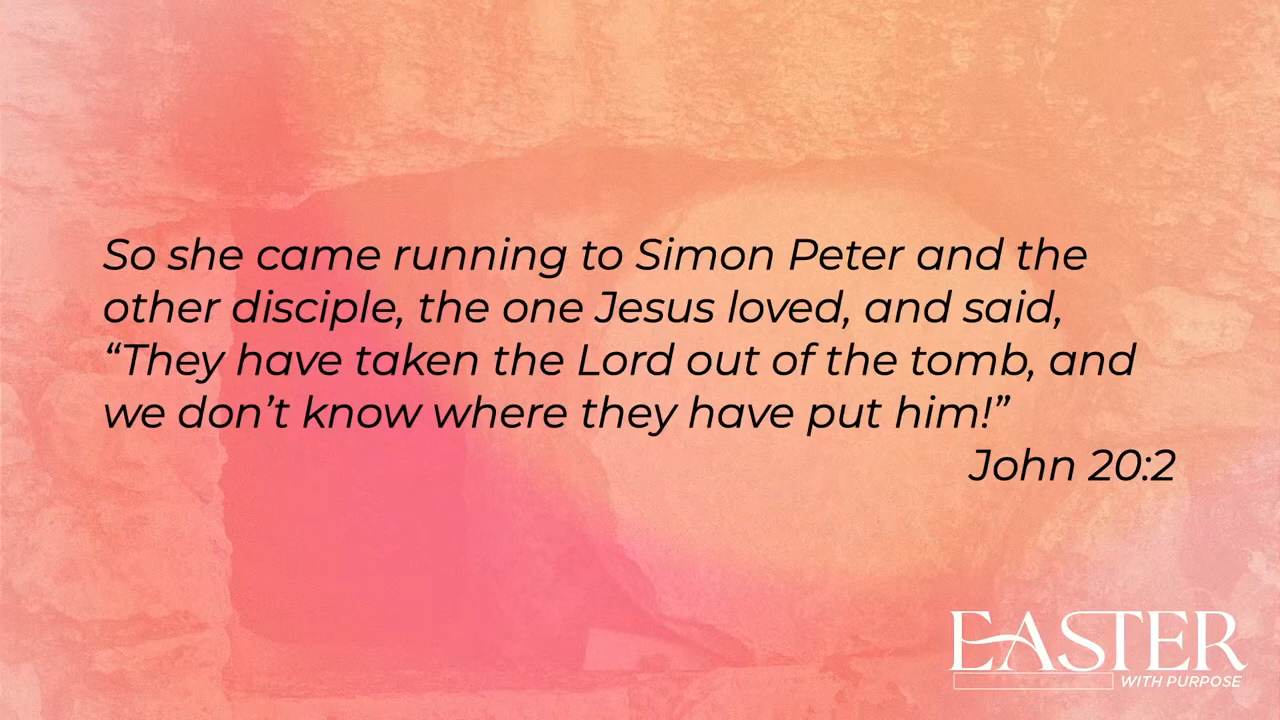 So she came running to Simon Peter and the
other disciple, the one Jesus loved, and said,
“They have taken the Lord out of the tomb, and
we don’t know where they have put him!”
John 20:2
EASTER
WITH PURPOSE